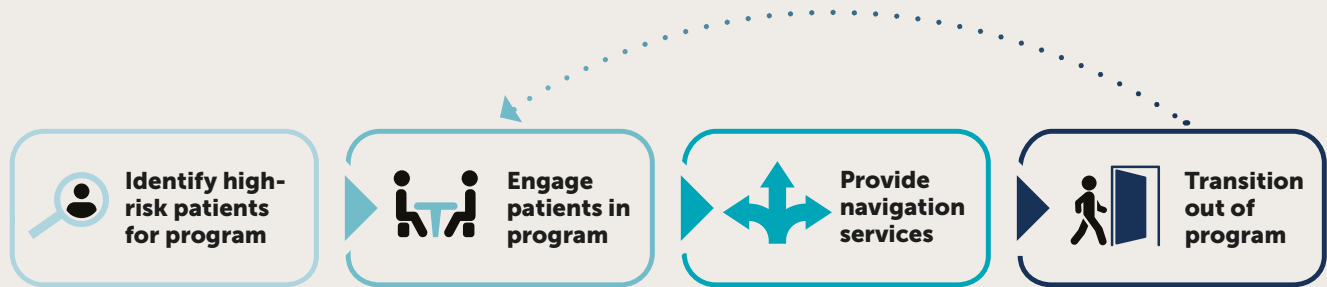 Identify high-
risk patients
for program
Engage
patients in
program
Provide
navigation
services
Transition
out of
program